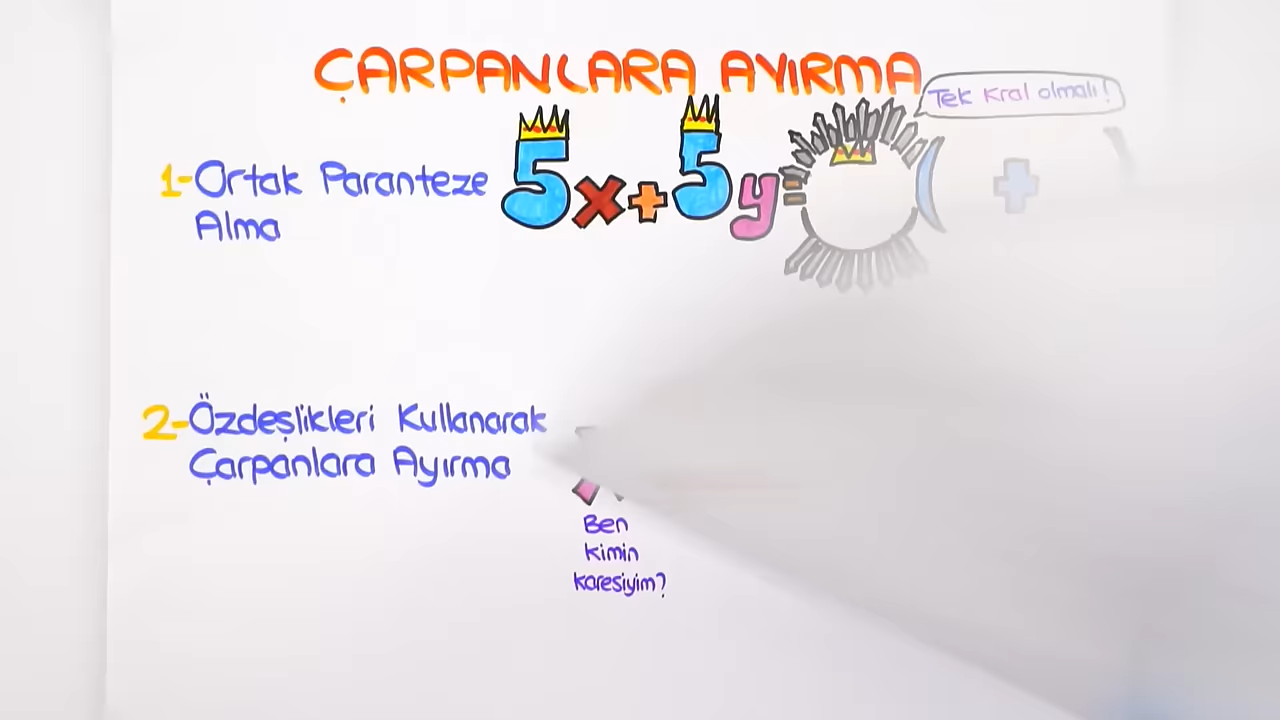 ÇARPANLARA AYIRMA
Tek Kral olmalı!
1-Ortak Paranteze
Alma
5x+5y=( +
2-Özdeşlikleri Kullanarak
Çarpanlara Ayırma
Ben
kimin
karesiyim?